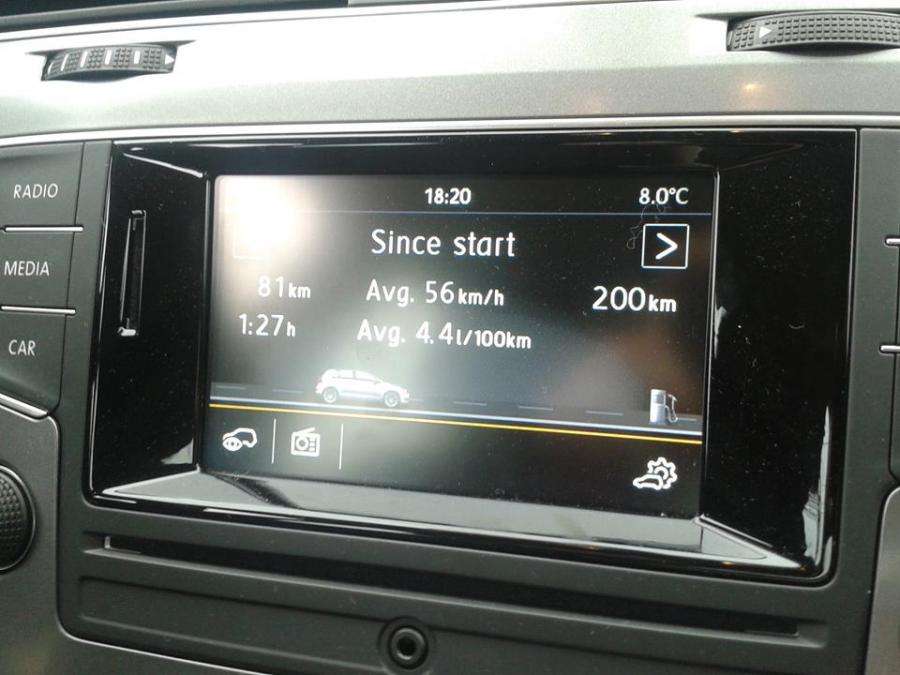 RADIO
MEDIA
CAR
18:20 8.0°C
Since start >
81km Avg. 56km/h 200km
1:27h Avg. 4.4l/100km